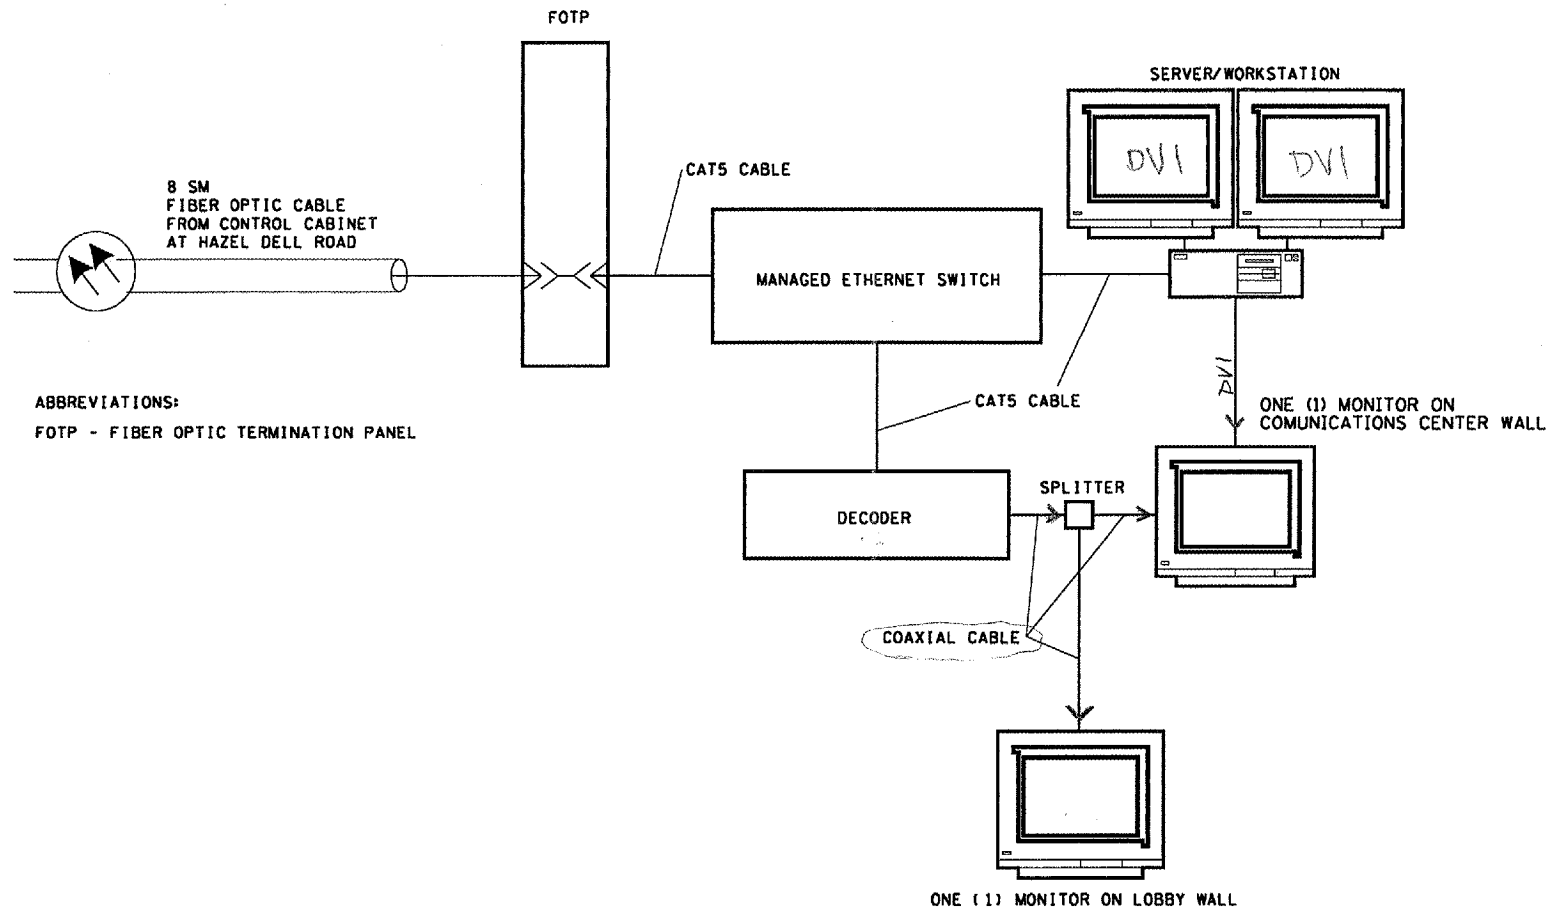 FOTP
SERVER/WORKSTATION
DVI
DVI
CAT5 CABLE
8 SM
FIBER OPTIC CABLE
FROM CONTROL CABINET
AT HAZEL DELL ROAD
MANAGED ETHERNET SWITCH
DVI
CAT5 CABLE
ONE (1) MONITOR ON
COMUNICATIONS CENTER WALL
ABBREVIATIONS:
FOTP - FIBER OPTIC TERMINATION PANEL
SPLITTER
DECODER
COAXIAL CABLE
ONE (1) MONITOR ON LOBBY WALL